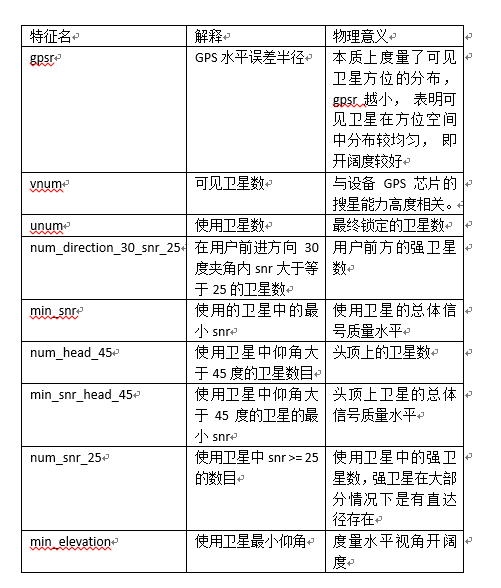 特征名 解释 物理意义
gpsr GPS 水平误差半径 本质上度量了可见
卫星方位的分布，
gpsr 越小， 表明可
见卫星在方位空间
中分布较均匀， 即
开阔度较好
vnum 可见卫星数 与设备 GPS 芯片的
搜星能力高度相关。
unum 使用卫星数 最终锁定的卫星数
num_direction_30_snr_25 在用户前进方向 30 用户前方的强卫星
度夹角内 snr 大于等 数
于 25 的卫星数
min_snr 使用的卫星中的最 使用卫星的总体信
小 snr 号质量水平
num_head_45 使用卫星中仰角大 头顶上的卫星数
于 45 度的卫星数目
min_snr_head_45 使用卫星中仰角大 头顶上卫星的总体
于 45 度的卫星的最 信号质量水平
小 snr
num_snr_25 使用卫星中 snr >= 25 使用卫星中的强卫
的数目 星数，强卫星在大部
分情况下是有直达
径存在
min_elevation 使用卫星最小仰角 度量水平视角开阔
度